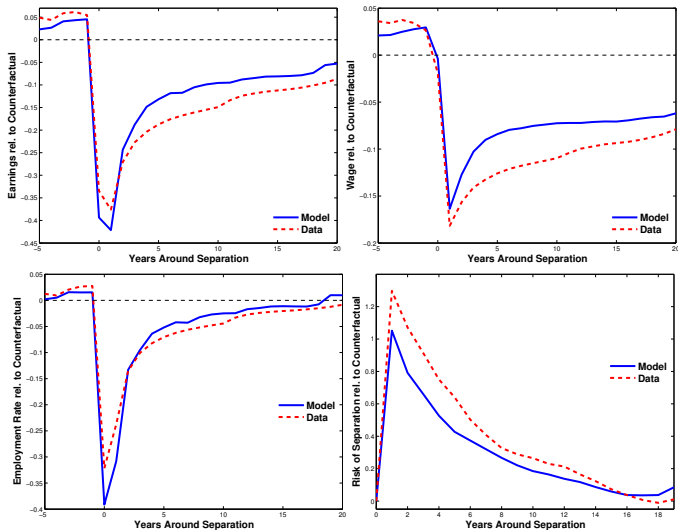 Earnings rel. to Counterfactual
0.05
0
−0.05
−0.1
−0.15
−0.2
−0.25
−0.3
−0.35
−0.4
−0.45
−5 0 5 10 15 20
Years Around Separation
Model
Data
Wage rel. to Counterfactual
0.05
0
−0.05
−0.1
−0.15
−0.2
−5 0 5 10 15 20
Years Around Separation
Model
Data
Employment Rate rel. to Counterfactual
0.05
0
−0.05
−0.1
−0.15
−0.2
−0.25
−0.3
−0.35
−0.4
−5 0 5 10 15 20
Years Around Separation
Model
Data
Risk of Separation rel. to Counterfactual
1.2
1
0.8
0.6
0.4
0.2
0
0 2 4 6 8 10 12 14 16 18
Years Around Separation
Model
Data